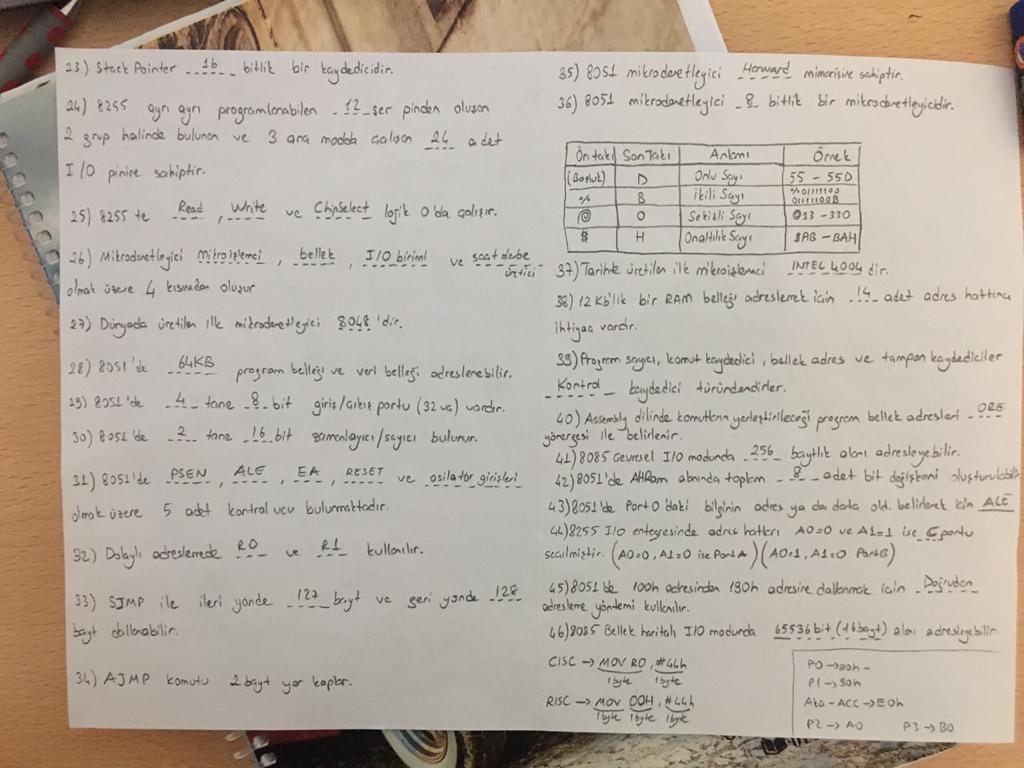 23) Stack Pointer 16 bitlik bir kaydedicidir.
24) 8255 ayrı ayrı programlanabilen 12 şer pinden oluşan
2 grup halinde bulunan ve 3 ana modda çalışan 24 adet
I/O pinine sahiptir.
25) 8255 te Read, Write ve ChipSelect lojik 0'da çalışır.
26) Mikrodenetleyici mikroişlemci, bellek, I/O birimi ve saat darbe
üretici
olmak üzere 4 kısımdan oluşur
27) Dünyada üretilen ilk mikrodenetleyici 8048'dir.
28) 8051'de 64KB program belleği ve veri belleği adreslenebilir.
29) 8051'de 4 tane 8 bit giriş/çıkış portu (32 uç) vardır.
30) 8051'de 2 tane 16 bit zamanlayıcı/sayıcı bulunur.
31) 8051'de PSEN, ALE, EA, RESET ve osilatör girişleri
olmak üzere 5 adet kontrol ucu bulunmaktadır.
32) Dolaylı adreslemede R0 ve R1 kullanılır.
33) SJMP ile ileri yönde 127 bayt ve geri yönde 128
bayt dallanabilir.
34) AJMP komutu 2 bayt yer kaplar.
35) 8051 mikrodenetleyici Harward mimarisine sahiptir.
36) 8051 mikrodenetleyici 8 bitlik bir mikrodenetleyicidir.
Ön takı Son Takı Anlamı Örnek
(Boşluk) D Onlu Sayı 55 - 55D
% B İkili Sayı %01111100
01111100B
@ O Sekizli Sayı @13 - 330
$ H Onaltılık Sayı $AB - BAH
37) Tarihte üretilen ilk mikroişlemci INTEL 4004 dir.
38) 12 Kb'lik bir RAM belleği adreslemek için 14 adet adres hattına
ihtiyaç vardır.
39) Program sayıcı, komut kaydedici, bellek adres ve tampon kaydediciler
Kontrol kaydedici türündendirler.
40) Assembly dilinde komutların yerleştirileceği program bellek adresleri ORG
yönergesi ile belirlenir.
41) 8085 Çevresel I/O modunda 256 baytlık alanı adresleyebilir.
42) 8051'de alanında toplam 8 adet bit değişkeni oluşturulabilir
43) 8051'de Port 0'daki bilginin adres ya da data old. belirlemek için ALE
44) 8255 I/O entegresinde adres hatları A0=0 ve A1=1 ise C portu
seçilmiştir. (A0=0, A1=0 ise Port A) (A0=1, A1=0 Port B)
45) 8051'de 100h adresinden 130h adresine dallanmak için Doğrudan
adresleme yöntemi kullanılır.
46) 8085 Bellek haritalı I/O modunda 65536 bit (16 bayt) alanı adresleyebilir
CISC → MOV R0, #44h
1byte 1byte
RISC → MOV 00H, #44h
1byte 1byte 1byte
P0 → 80h -
P1 → 90h
Akü - ACC → E0h
P2 → A0 P3 → B0